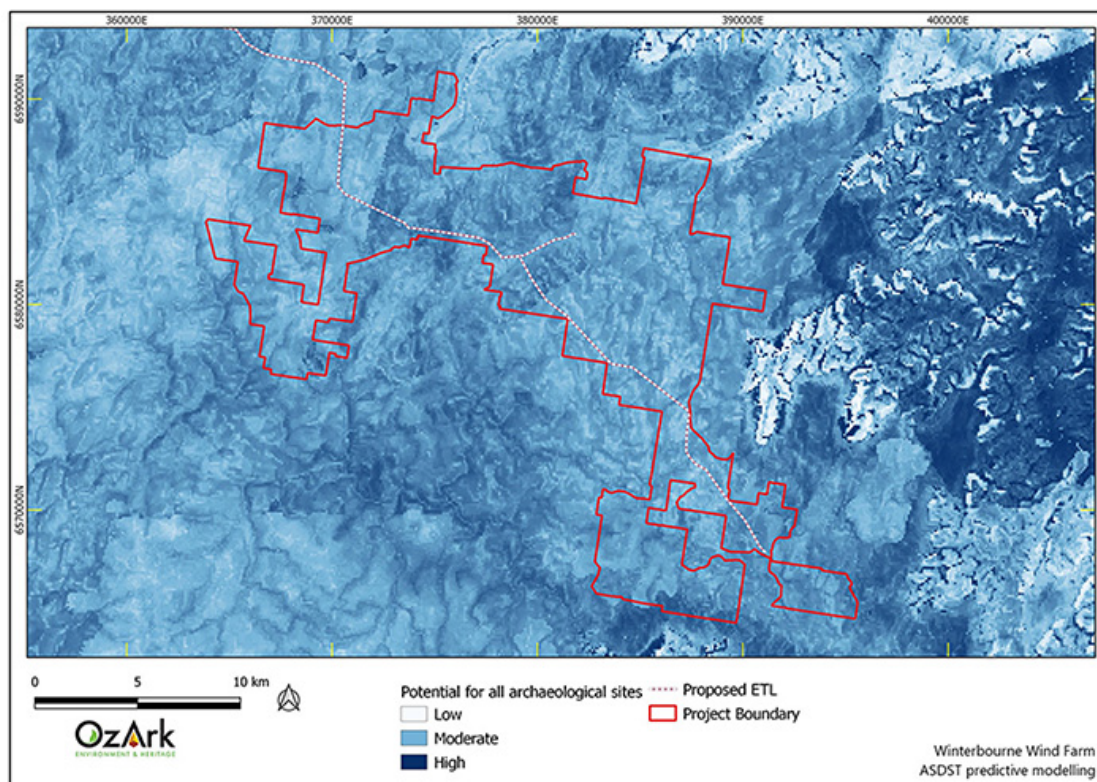 360000E 370000E 380000E 390000E 400000E
6590000N
6580000N
6570000N
0 5 10 km
OzArk
ENVIRONMENT & HERITAGE
Potential for all archaeological sites
Low
Moderate
High
Proposed ETL
Project Boundary
Winterbourne Wind Farm
ASDST predictive modelling